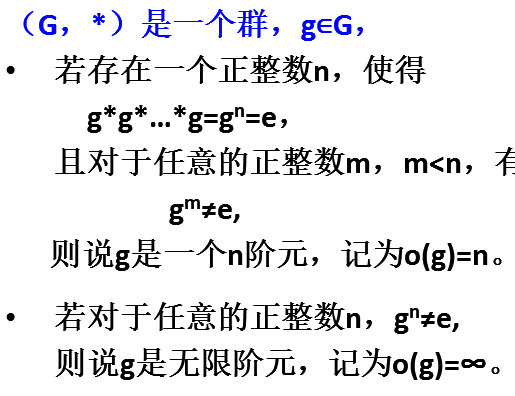 （G，*）是一个群，g∈G，
• 若存在一个正整数n，使得
g*g*…*g=gⁿ=e，
且对于任意的正整数m，m<n，有
gᵐ≠e,
则说g是一个n阶元，记为o(g)=n。
• 若对于任意的正整数n，gⁿ≠e,
则说g是无限阶元，记为o(g)=∞。